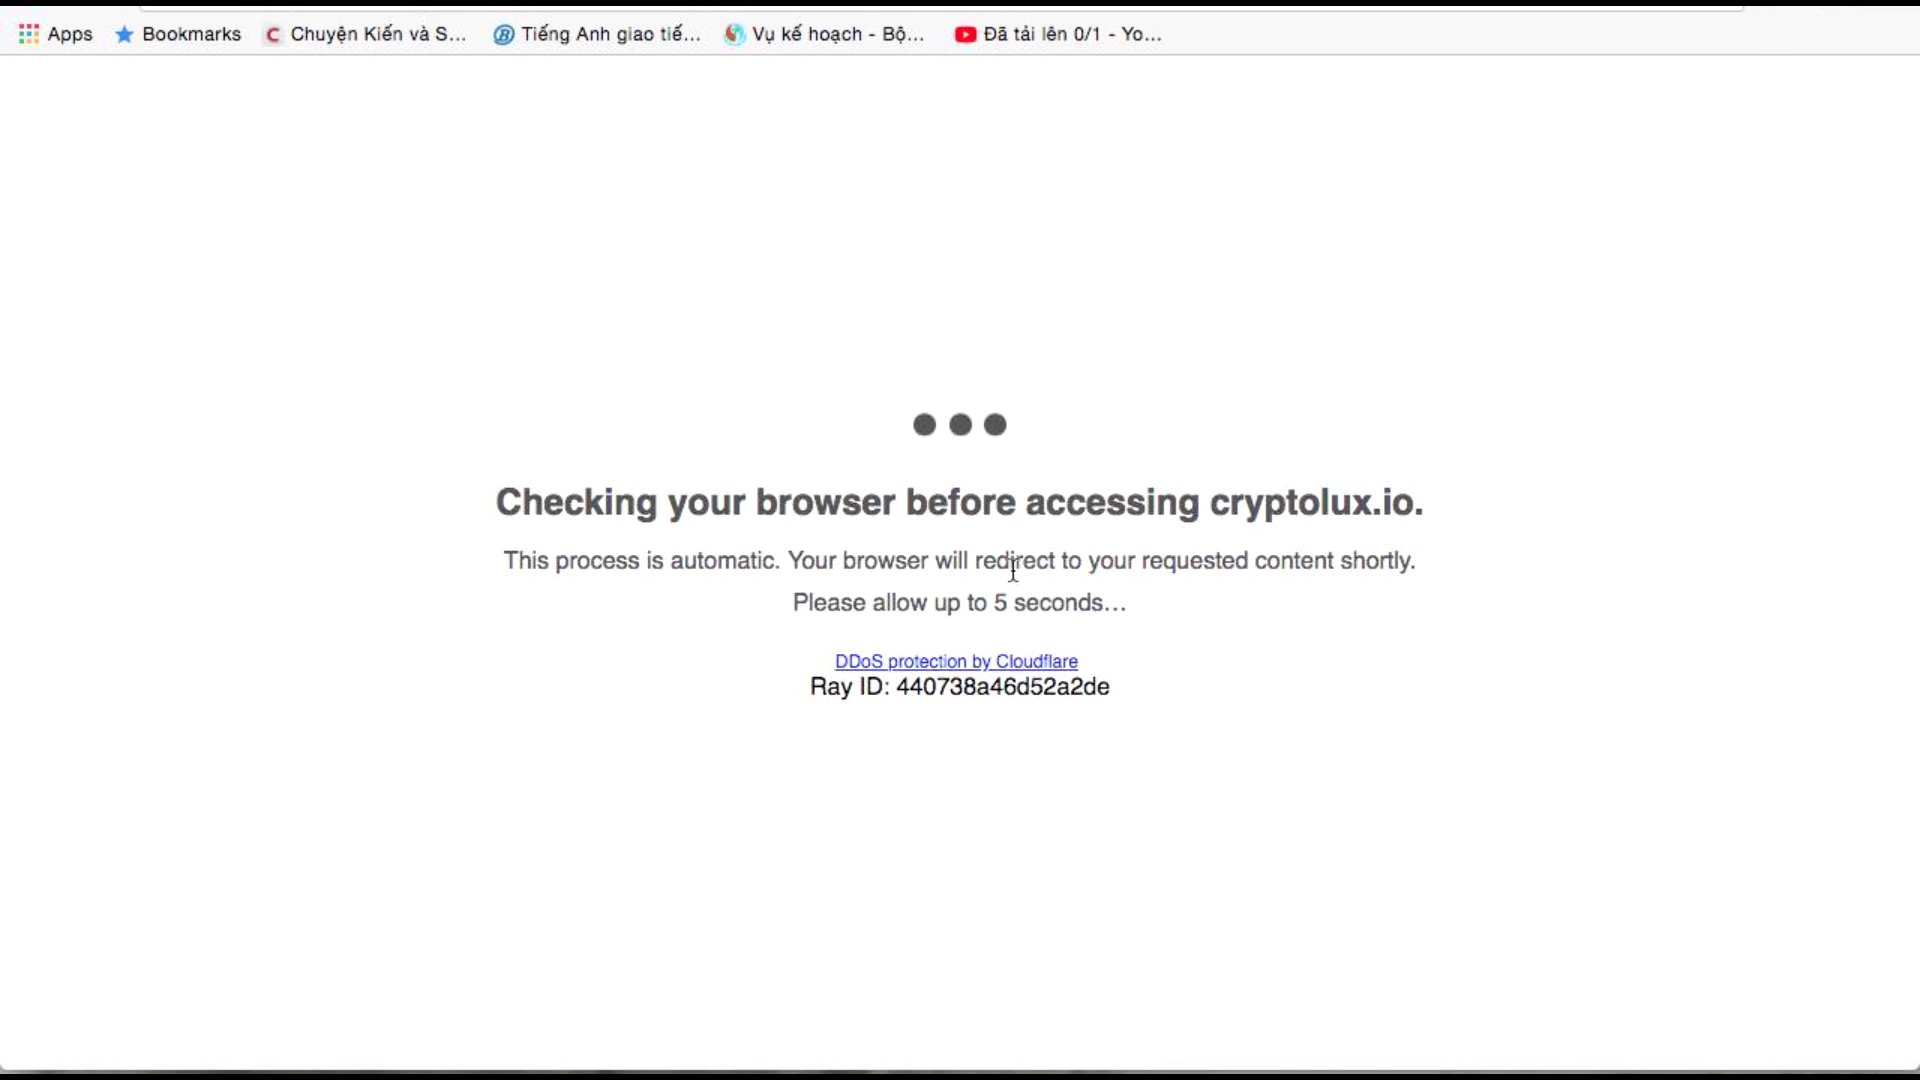 Apps Bookmarks Chuyện Kiến và S... Tiếng Anh giao tiế... Vụ kế hoạch - Bộ... Đã tải lên 0/1 - Yo...
Checking your browser before accessing cryptolux.io.
This process is automatic. Your browser will redirect to your requested content shortly.
Please allow up to 5 seconds...
DDoS protection by Cloudflare
Ray ID: 440738a46d52a2de